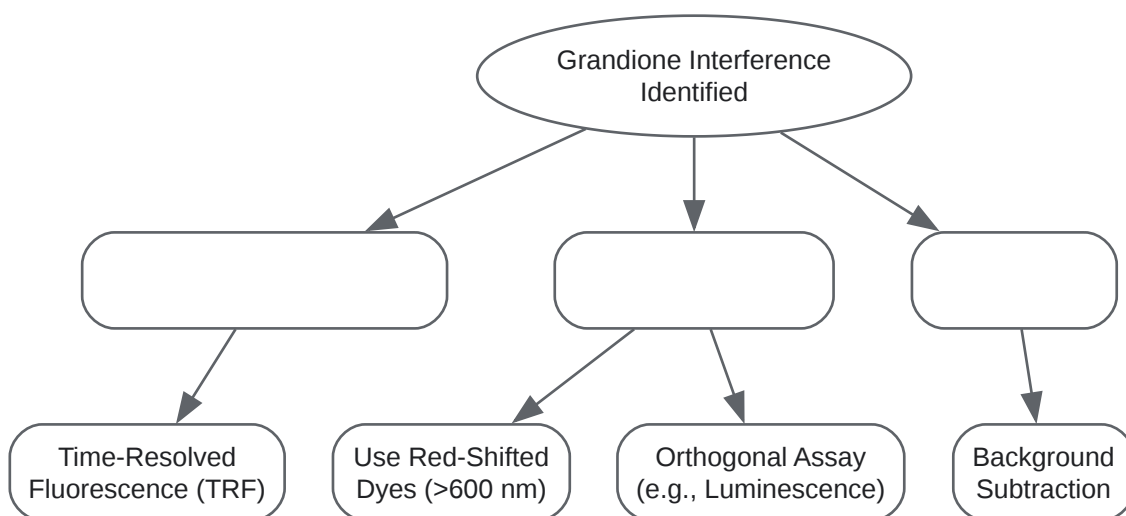 Grandione Interference
Identified
Time-Resolved
Fluorescence (TRF)
Use Red-Shifted
Dyes (>600 nm)
Orthogonal Assay
(e.g., Luminescence)
Background
Subtraction